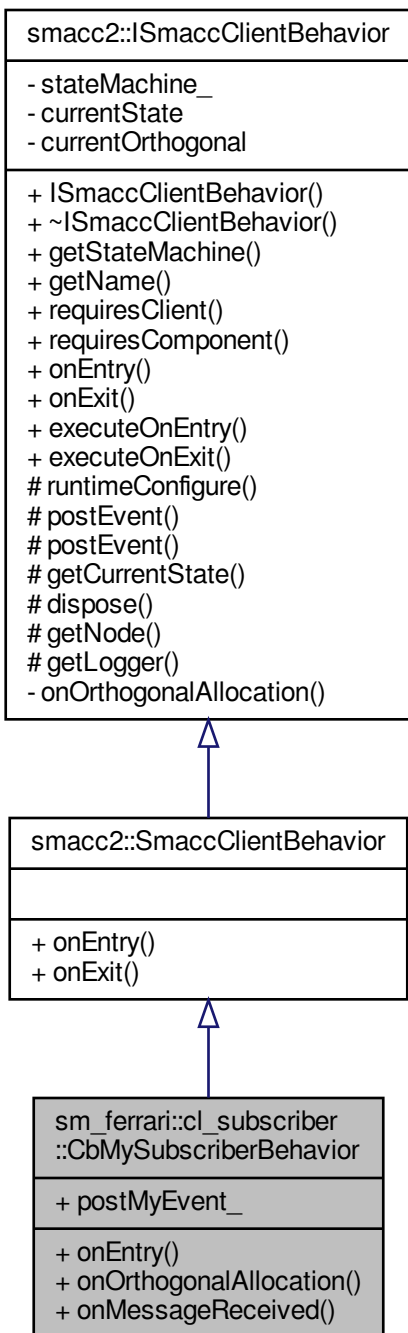 smacc2::ISmaccClientBehavior
- stateMachine_
- currentState
- currentOrthogonal
+ ISmaccClientBehavior()
+ ~ISmaccClientBehavior()
+ getStateMachine()
+ getName()
+ requiresClient()
+ requiresComponent()
+ onEntry()
+ onExit()
+ executeOnEntry()
+ executeOnExit()
# runtimeConfigure()
# postEvent()
# postEvent()
# getCurrentState()
# dispose()
# getNode()
# getLogger()
- onOrthogonalAllocation()
smacc2::SmaccClientBehavior
+ onEntry()
+ onExit()
sm_ferrari::cl_subscriber
::CbMySubscriberBehavior
+ postMyEvent_
+ onEntry()
+ onOrthogonalAllocation()
+ onMessageReceived()